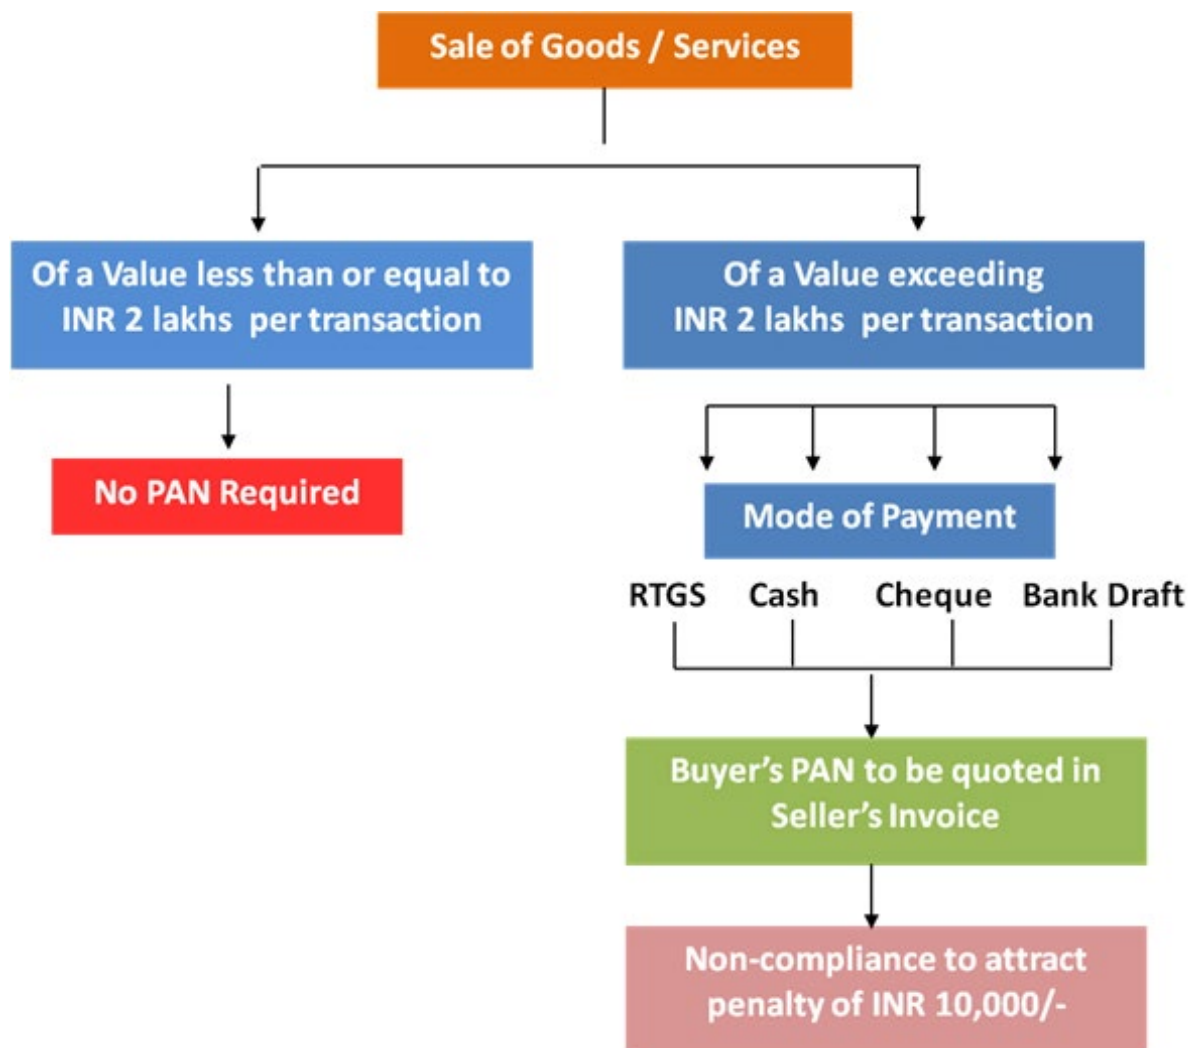 Sale of Goods / Services
Of a Value less than or equal to
INR 2 lakhs per transaction
Of a Value exceeding
INR 2 lakhs per transaction
No PAN Required
Mode of Payment
RTGS Cash Cheque Bank Draft
Buyer’s PAN to be quoted in
Seller’s Invoice
Non-compliance to attract
penalty of INR 10,000/-